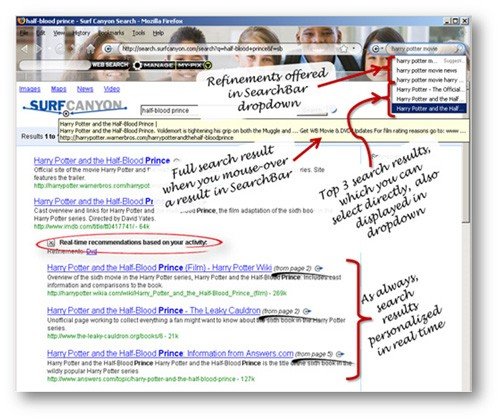 half-blood prince - Surf Canyon Search - Mozilla Firefox
File Edit View History Bookmarks Tools Help
http://search.surfcanyon.com/search?q=half+blood+prince&f=sb
harry potter movie
WEB SEARCH MANAGE MY-PIX
harry potter m... Suggest...
harry potter movie news
harry potter movie harry ...
Harry Potter - The Official...
Harry Potter and the Half...
Harry Potter and the Half...
Refinements offered
in SearchBar
dropdown
Images Maps News
SURFCANYON
half-blood prince
Harry Potter and the Half-Blood Prince |
Harry Potter and the Half-Blood Prince. Voldemort is tightening his grip on both the Muggle and ... Get WB Movie & DVD Updates For film rating reasons go to: www ...
http://harrypotter.warnerbros.com/harrypotterandthehalf-bloodprince
Results 1 to
Harry Potter and the Half-Blood Prince
Official site of the movie Harry Potter and the Half-Blood
features the trailer.
http://harrypotter.warnerbros.com/harrypott
Full search result
when you mouse-over
a result in SearchBar
Top 3 search results,
which you can
select directly, also
displayed in
dropdown
Harry Potter and the Half-Blood Prince
Cast overview and links for Harry Potter and the Half-Blood Prince, the film adaptation of the sixth boo
series. Directed by David Yates.
http://www.imdb.com/title/tt0417741/ - 64k
Real-time recommendations based on your activity:
Refinements: Dvd
Harry Potter and the Half-Blood Prince (Film) - Harry Potter Wiki (from page 2)
Overview of the sixth movie in the Harry Potter series, Harry Potter and the Half-Blood Prince. Includes cast
information and comparisons to the book.
http://harrypotter.wikia.com/wiki/Harry_Potter_and_the_Half-Blood_Prince_(film) - 269k
Harry Potter and the Half-Blood Prince - The Leaky Cauldron (from page 2)
Unofficial page working to collect everything a fan might want to know about the sixth book in the Harry Potter
series.
http://www.the-leaky-cauldron.org/books/6 - 21k
Harry Potter and the Half-Blood Prince: Information from Answers.com (from page 5)
Harry Potter and the Half-Blood Prince Harry Potter and the Half-Blood Prince is the title of the sixth book in the
wildly popular Harry Potter
http://www.answers.com/topic/harry-potter-and-the-half-blood-prince - 127k
As always,
search
results
personalized
in real time